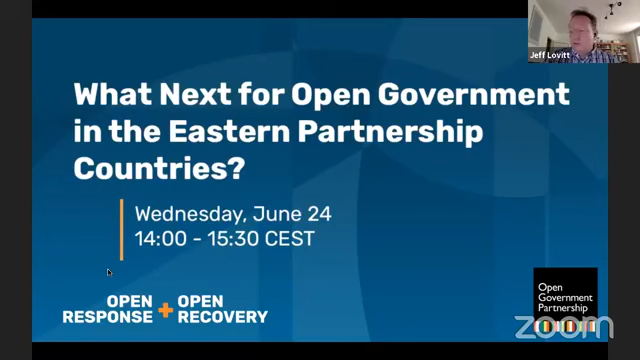 Jeff Lovitt
What Next for Open Government
in the Eastern Partnership
Countries?
Wednesday, June 24
14:00 - 15:30 CEST
OPEN
RESPONSE
+
OPEN
RECOVERY
Open
Government
Partnership
zoom